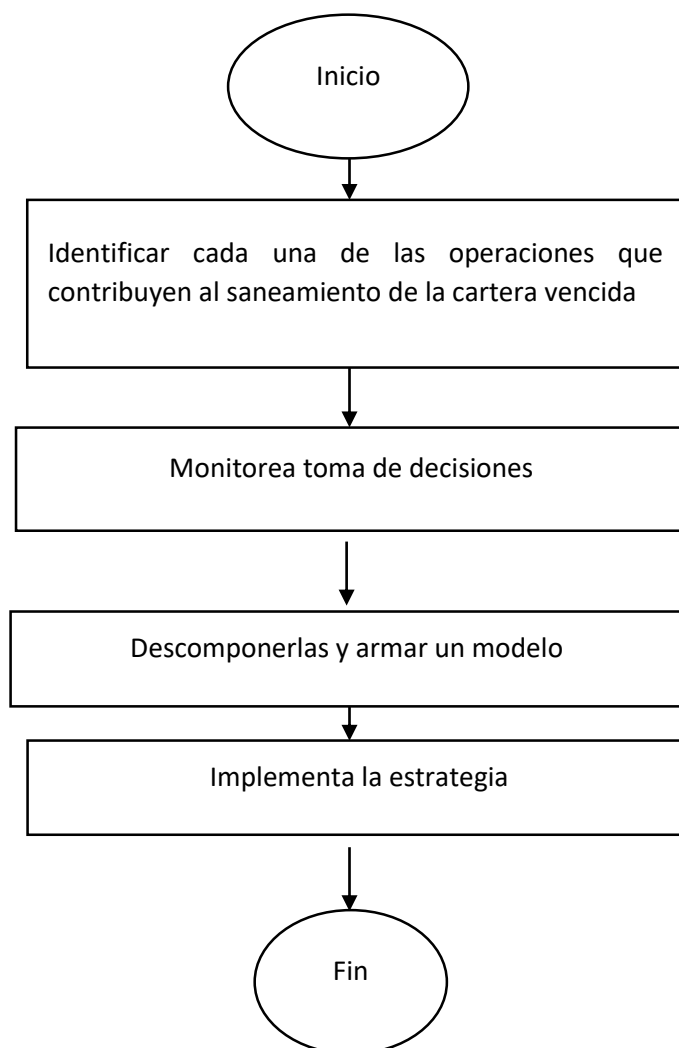 Inicio
Identificar cada una de las operaciones que
contribuyen al saneamiento de la cartera vencida
Monitorea toma de decisiones
Descomponerlas y armar un modelo
Implementa la estrategia
Fin